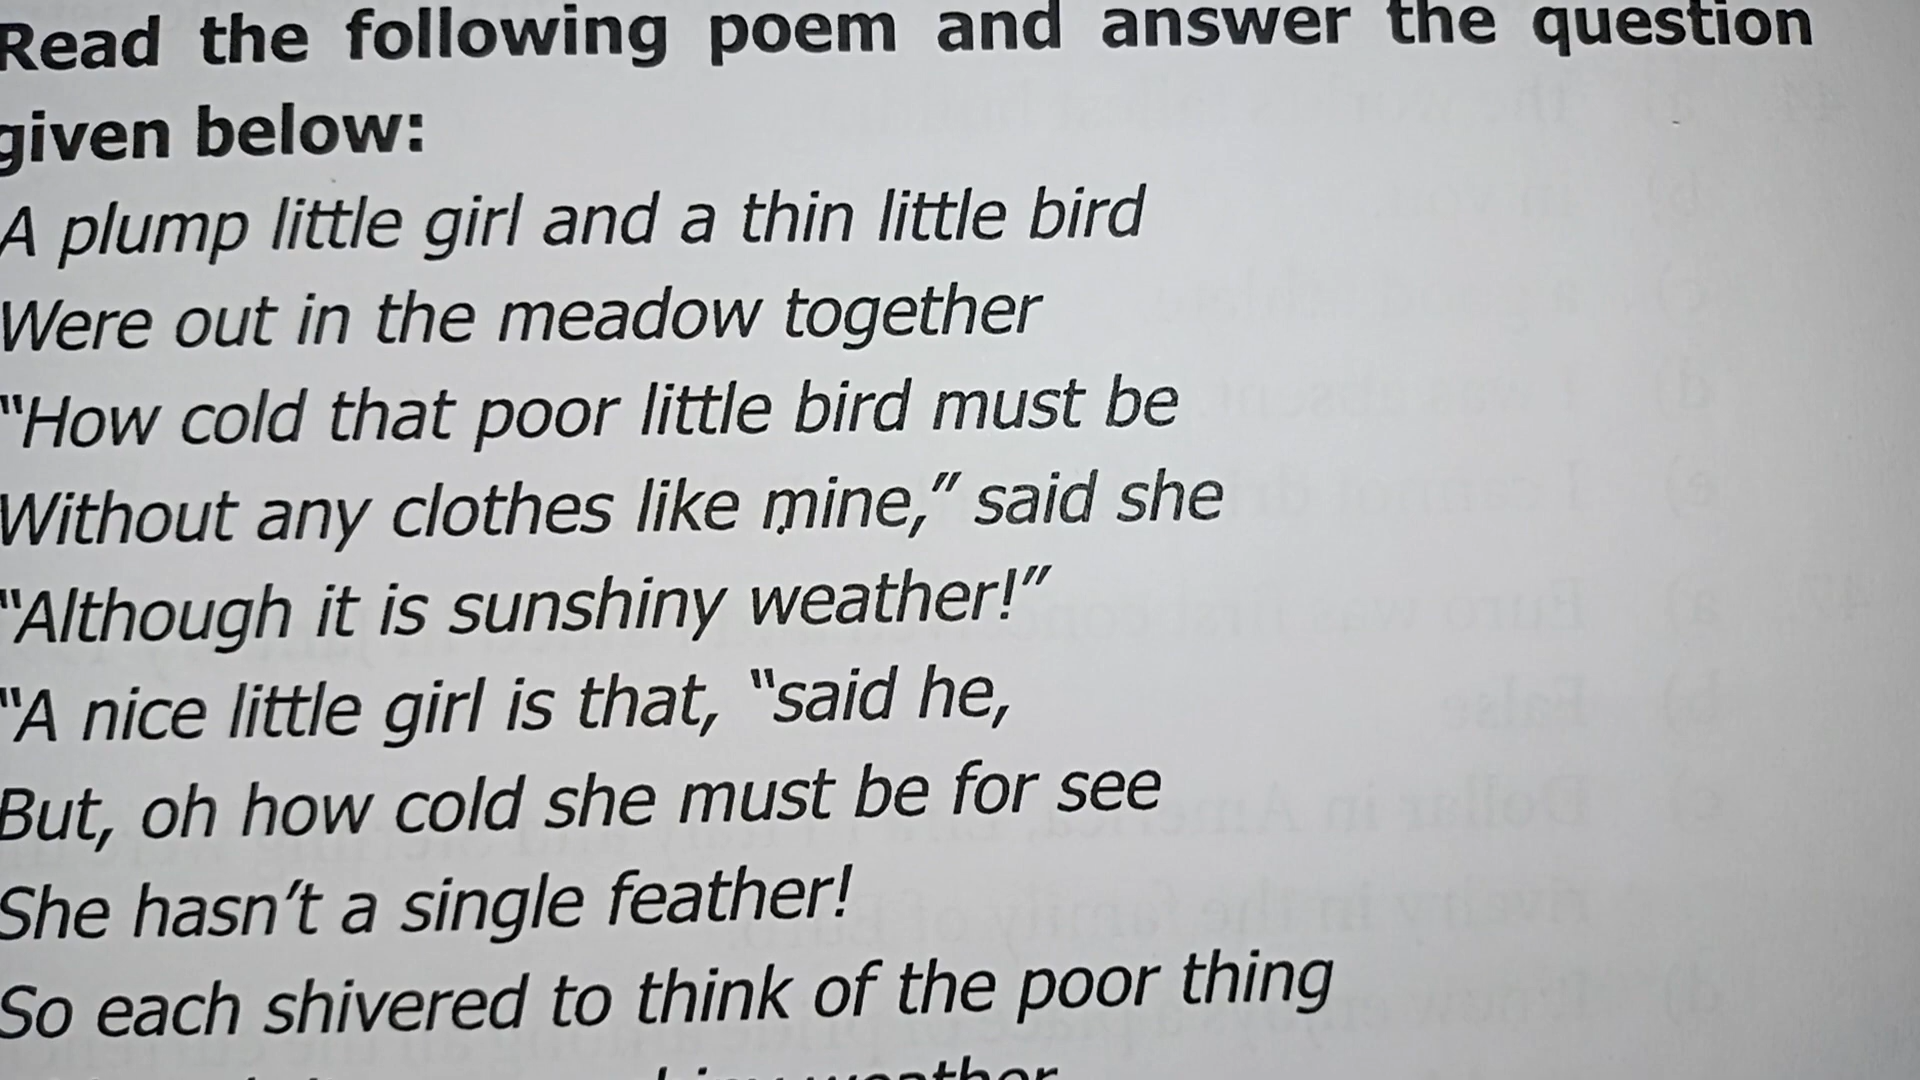 Read the following poem and answer the question
given below:
A plump little girl and a thin little bird
Were out in the meadow together
"How cold that poor little bird must be
Without any clothes like mine," said she
"Although it is sunshiny weather!"
"A nice little girl is that, "said he,
But, oh how cold she must be for see
She hasn't a single feather!
So each shivered to think of the poor thing
weather